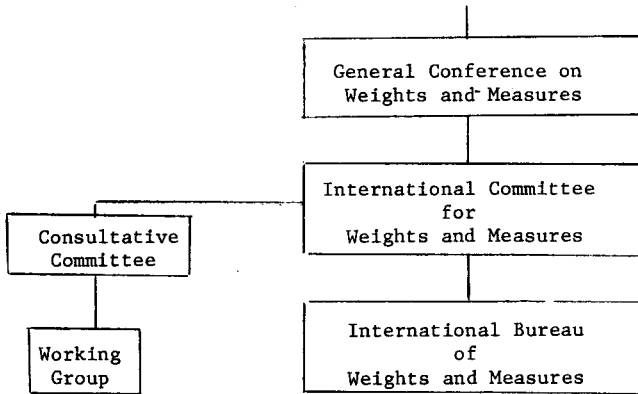 General Conference on
Weights and Measures
International Committee
for
Weights and Measures
Consultative
Committee
International Bureau
of
Weights and Measures
Working
Group